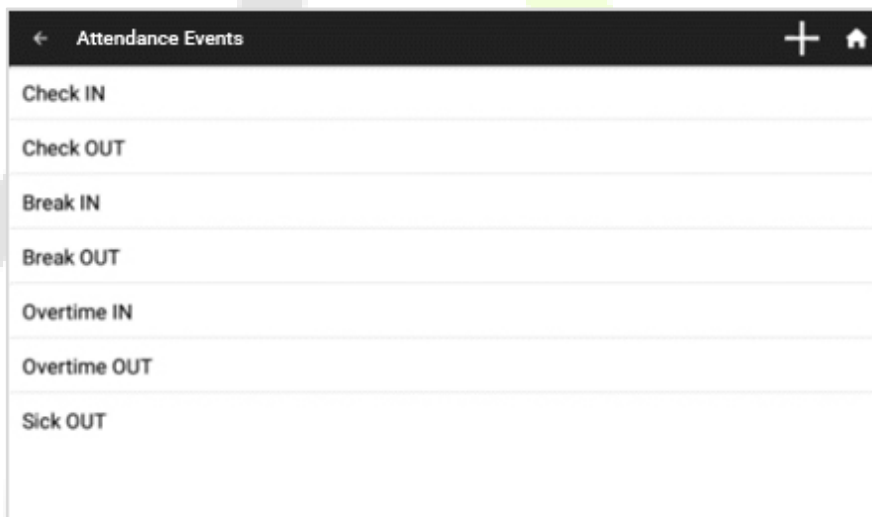 Attendance Events
Check IN
Check OUT
Break IN
Break OUT
Overtime IN
Overtime OUT
Sick OUT